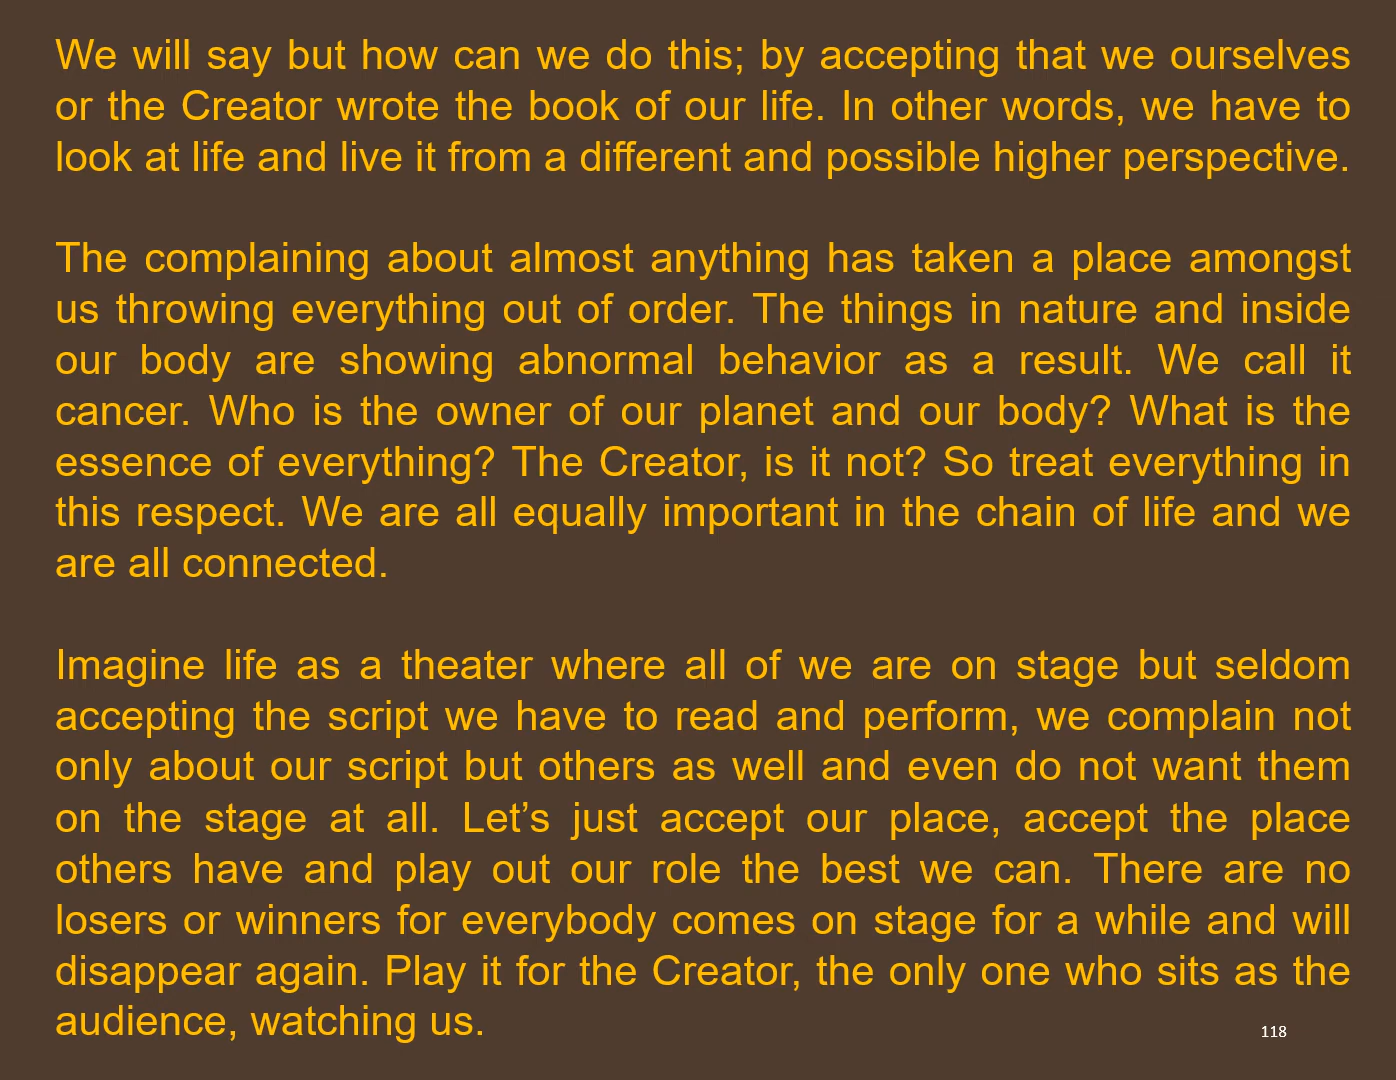 We will say but how can we do this; by accepting that we ourselves
or the Creator wrote the book of our life. In other words, we have to
look at life and live it from a different and possible higher perspective.
The complaining about almost anything has taken a place amongst
us throwing everything out of order. The things in nature and inside
our body are showing abnormal behavior as a result. We call it
cancer. Who is the owner of our planet and our body? What is the
essence of everything? The Creator, is it not? So treat everything in
this respect. We are all equally important in the chain of life and we
are all connected.
Imagine life as a theater where all of we are on stage but seldom
accepting the script we have to read and perform, we complain not
only about our script but others as well and even do not want them
on the stage at all. Let’s just accept our place, accept the place
others have and play out our role the best we can. There are no
losers or winners for everybody comes on stage for a while and will
disappear again. Play it for the Creator, the only one who sits as the
audience, watching us.
118